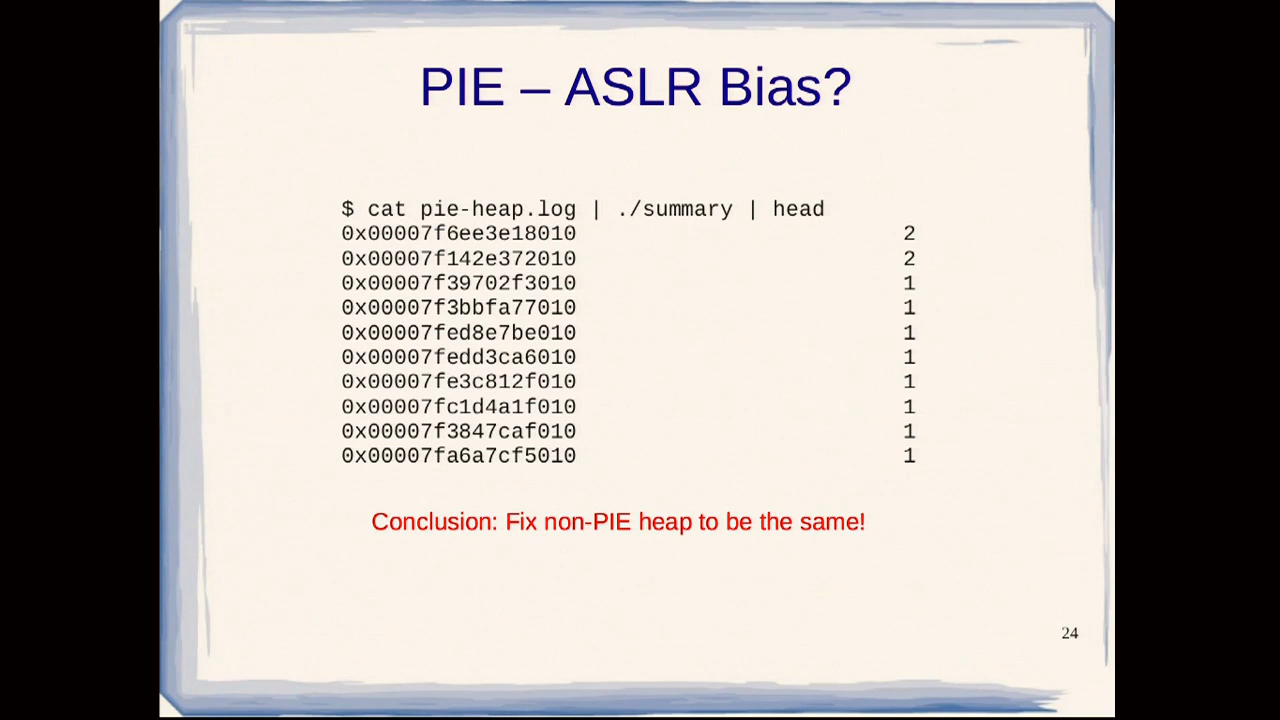 PIE – ASLR Bias?
$ cat pie-heap.log | ./summary | head
0x00007f6ee3e18010 2
0x00007f142e372010 2
0x00007f39702f3010 1
0x00007f3bbfa77010 1
0x00007fed8e7be010 1
0x00007fedd3ca6010 1
0x00007fe3c812f010 1
0x00007fc1d4a1f010 1
0x00007f3847caf010 1
0x00007fa6a7cf5010 1
Conclusion: Fix non-PIE heap to be the same!
24